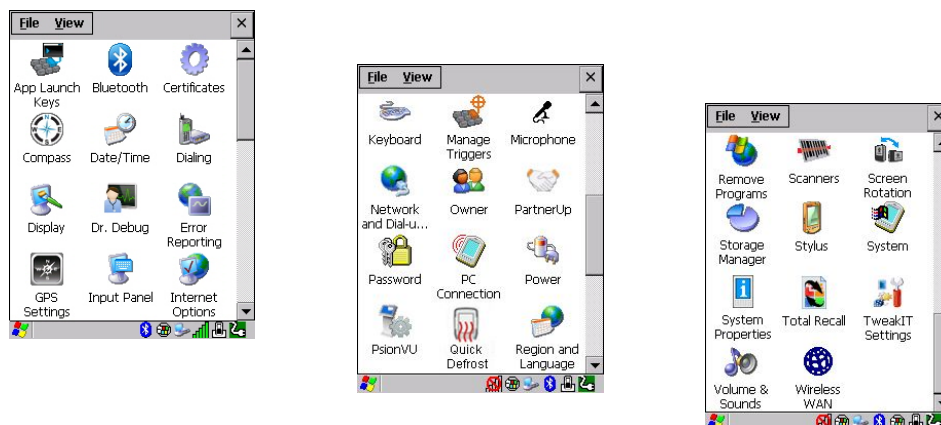 File View
App Launch Bluetooth Certificates
Keys
Compass Date/Time Dialing
Display Dr. Debug Error
Reporting
GPS Input Panel Internet
Settings Options
File View
Keyboard Manage Microphone
Triggers
Network Owner PartnerUp
and Dial-u...
Password PC Power
Connection
PsionVU Quick Region and
Defrost Language
File View
Remove Scanners Screen
Programs Rotation
Storage Stylus System
Manager
System Total Recall TweakIT
Properties Settings
Volume & Wireless
Sounds WAN